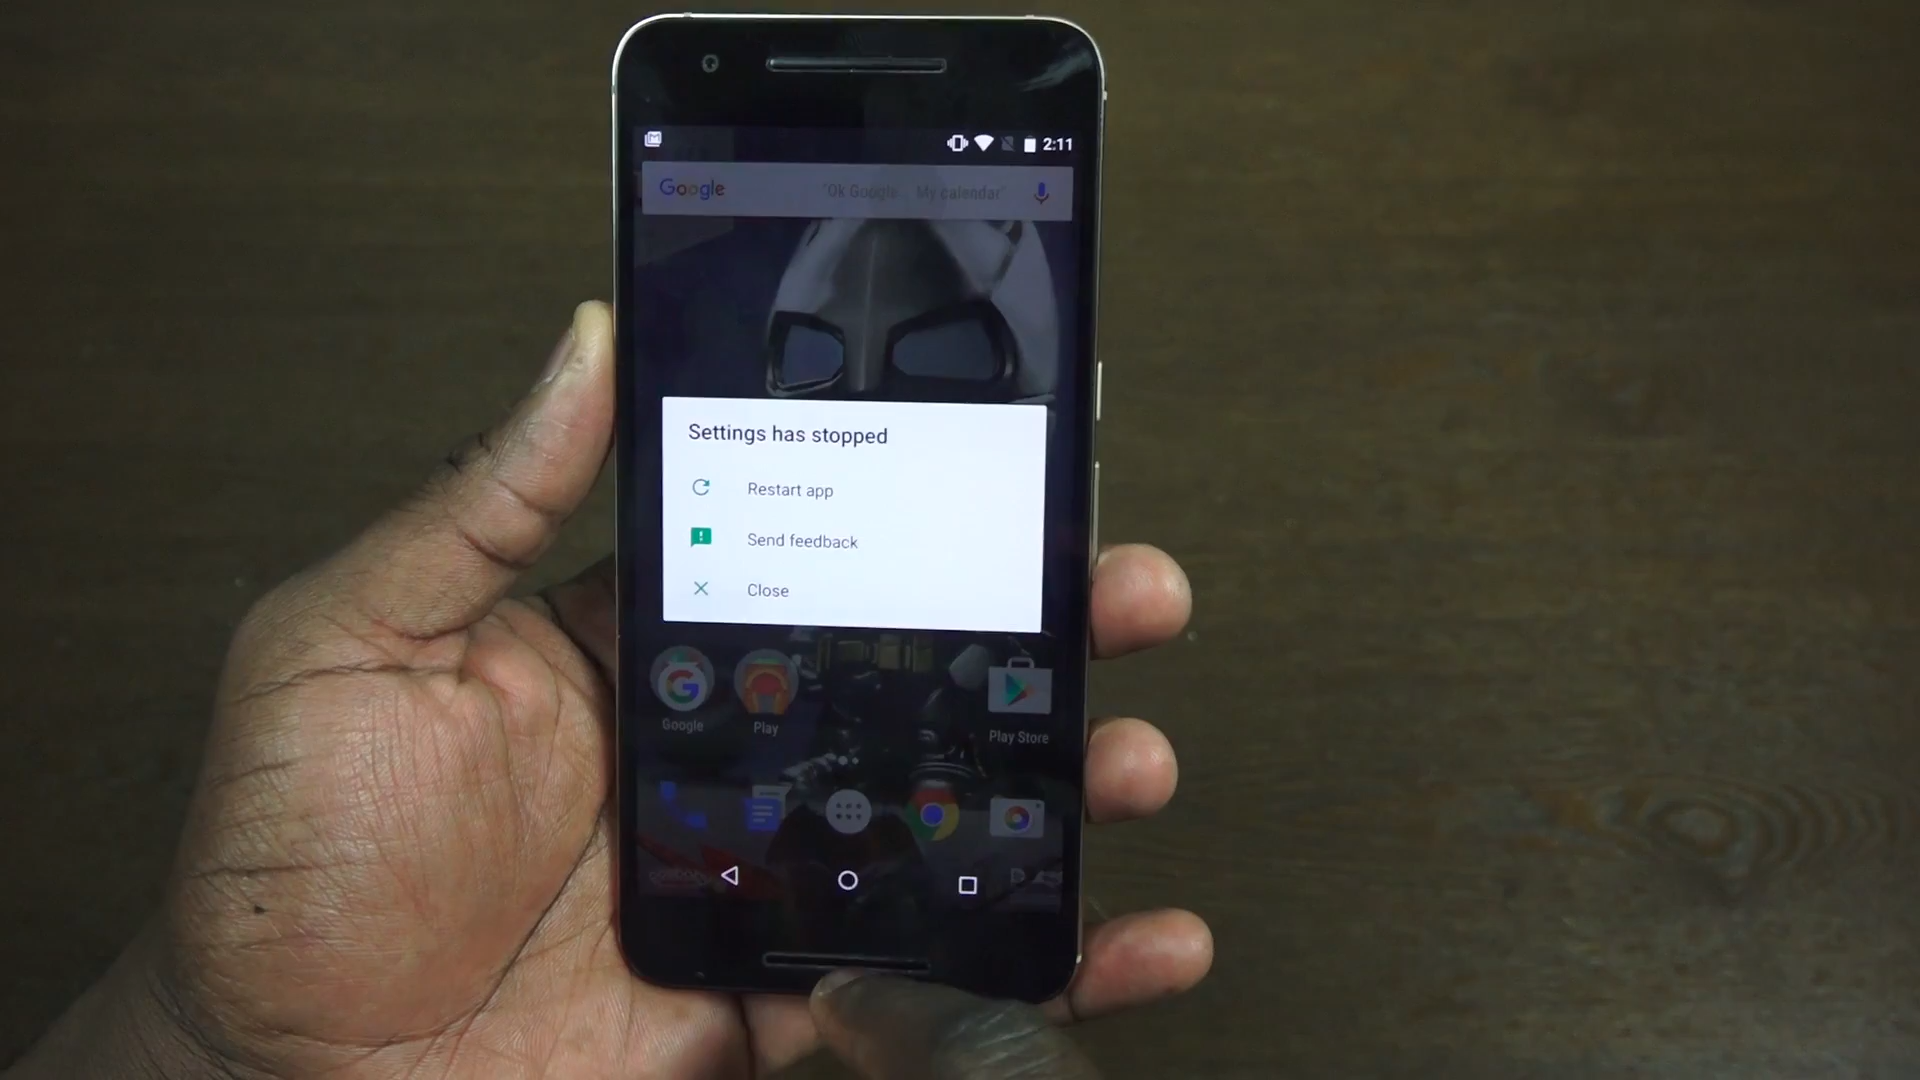 2:11
Google "Ok Google... My calendar"
Settings has stopped
Restart app
Send feedback
Close
Google
Play
Play Store